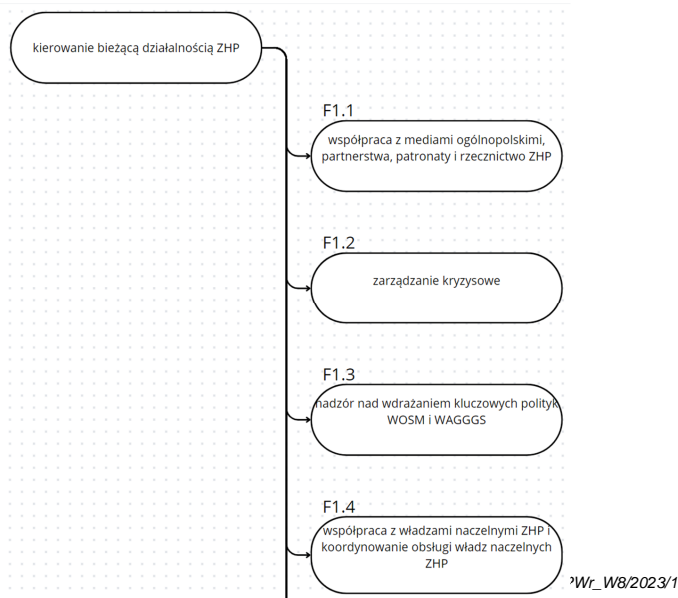 kierowanie bieżącą działalnością ZHP
F1.1
współpraca z mediami ogólnopolskimi,
partnerstwa, patronaty i rzecznictwo ZHP
F1.2
zarządzanie kryzysowe
F1.3
nadzór nad wdrażaniem kluczowych polityk
WOSM i WAGGGS
F1.4
współpraca z władzami naczelnymi ZHP i
koordynowanie obsługi władz naczelnych
ZHP
Wr_W8/2023/1